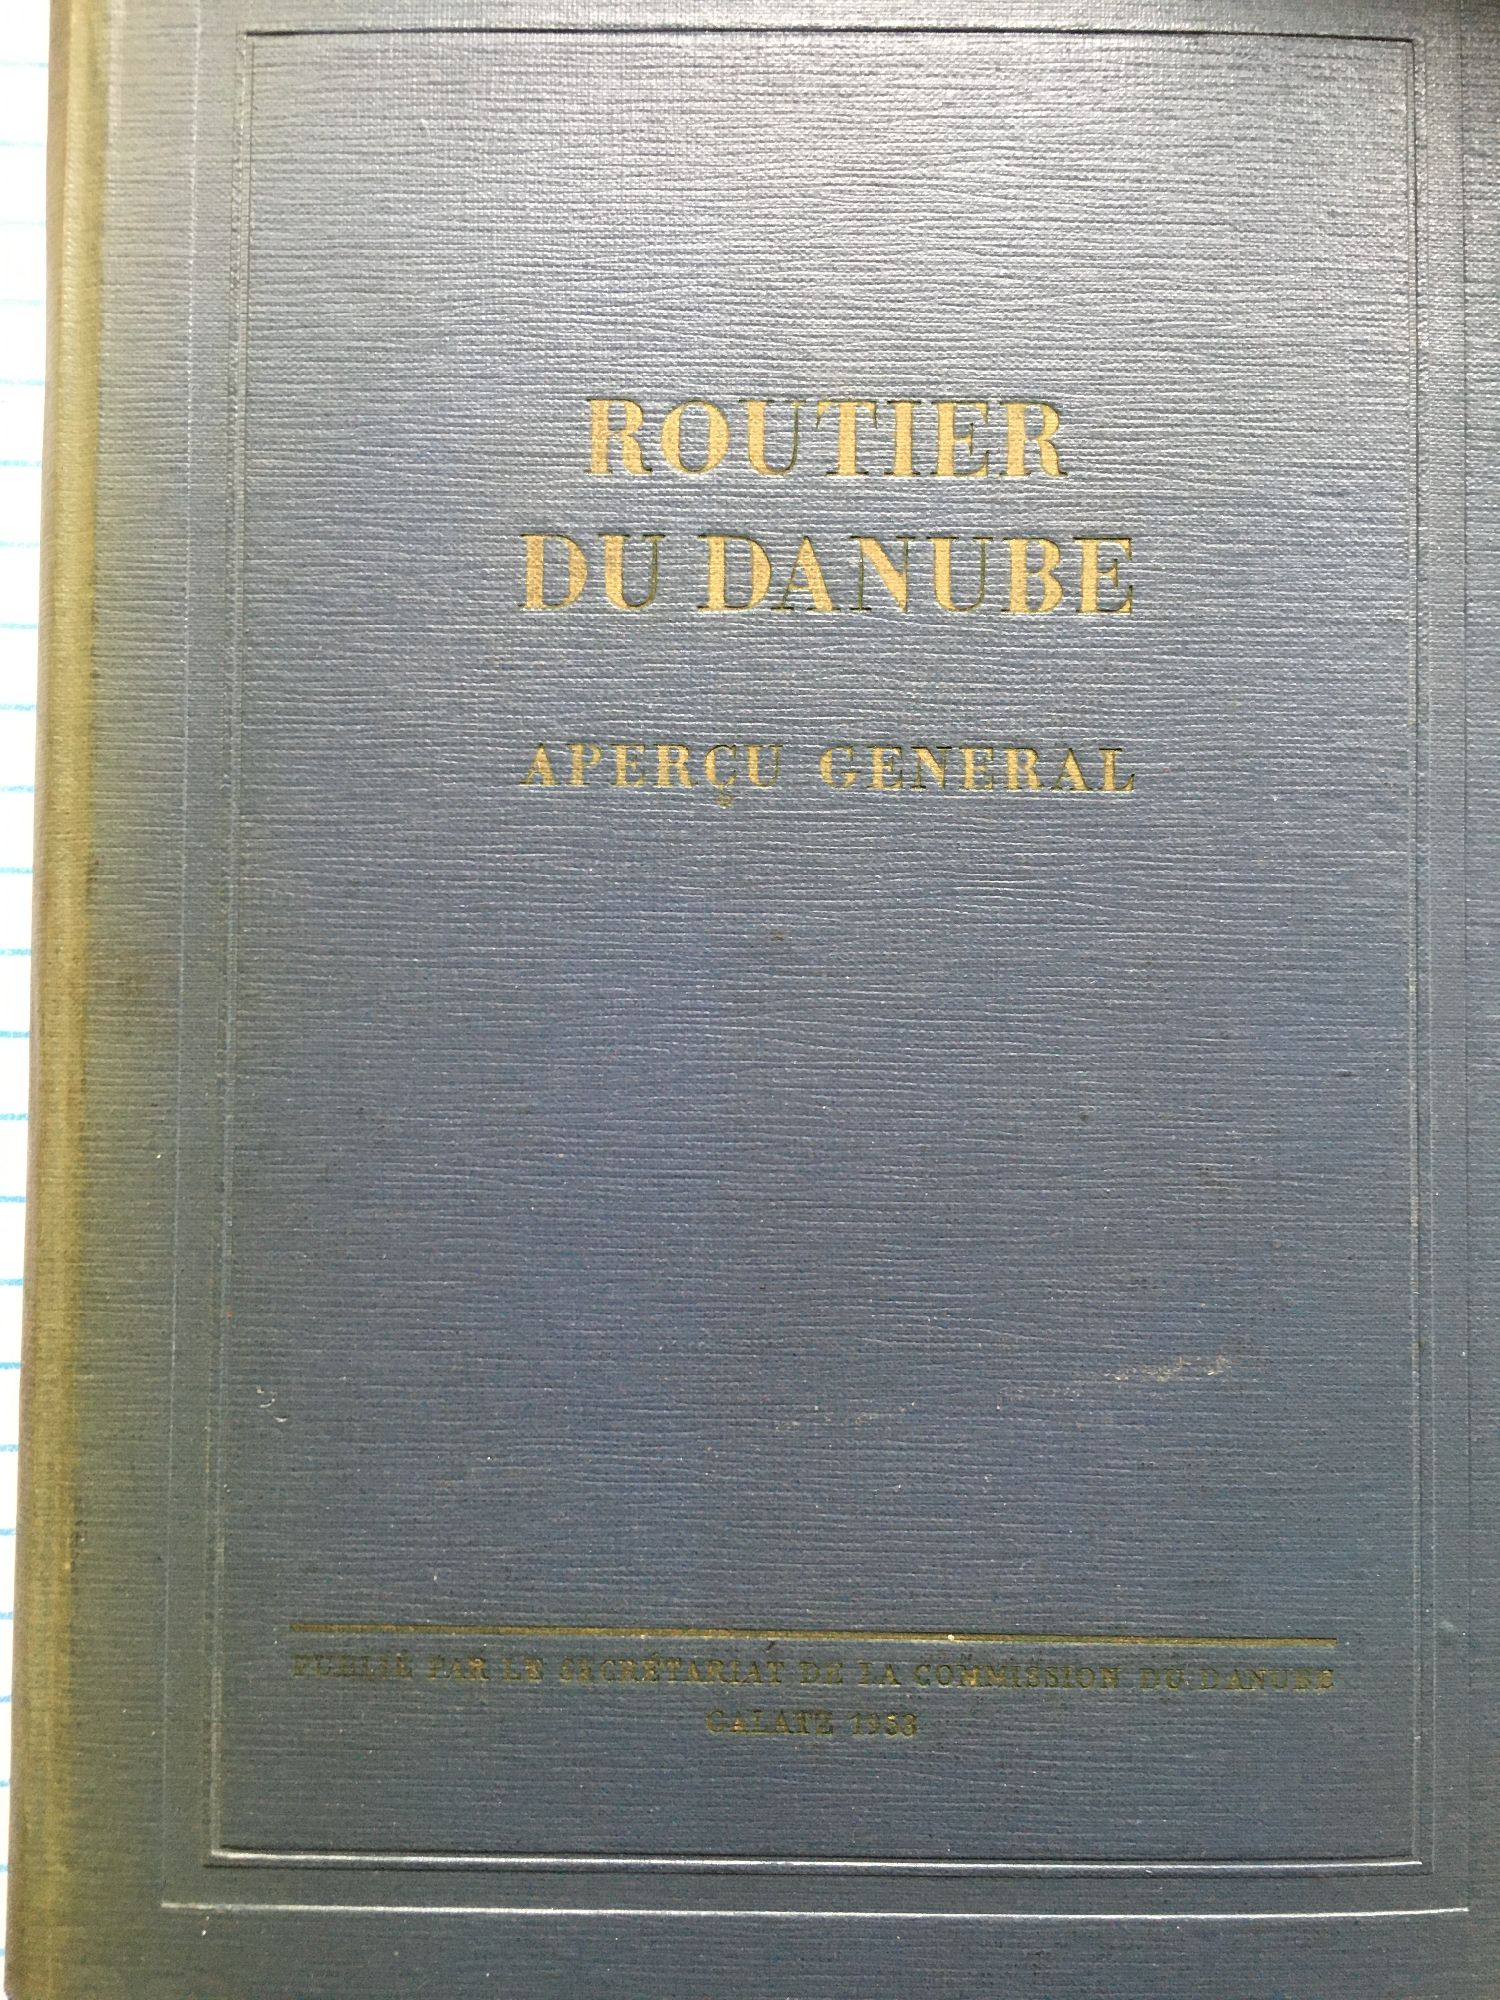 ROUTIER
DU DANUBE
APERÇU GENERAL
PUBLIÉ PAR LE SECRÉTARIAT DE LA COMMISSION DU DANUBE
GALATZ 1953